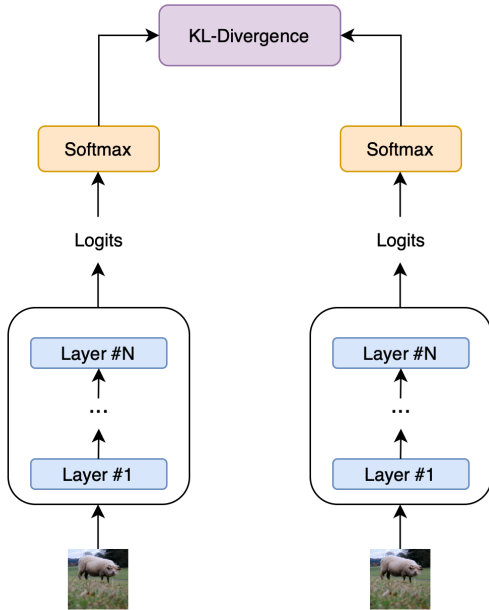 KL-Divergence
Softmax
Softmax
Logits
Logits
Layer #N
Layer #N
...
...
Layer #1
Layer #1